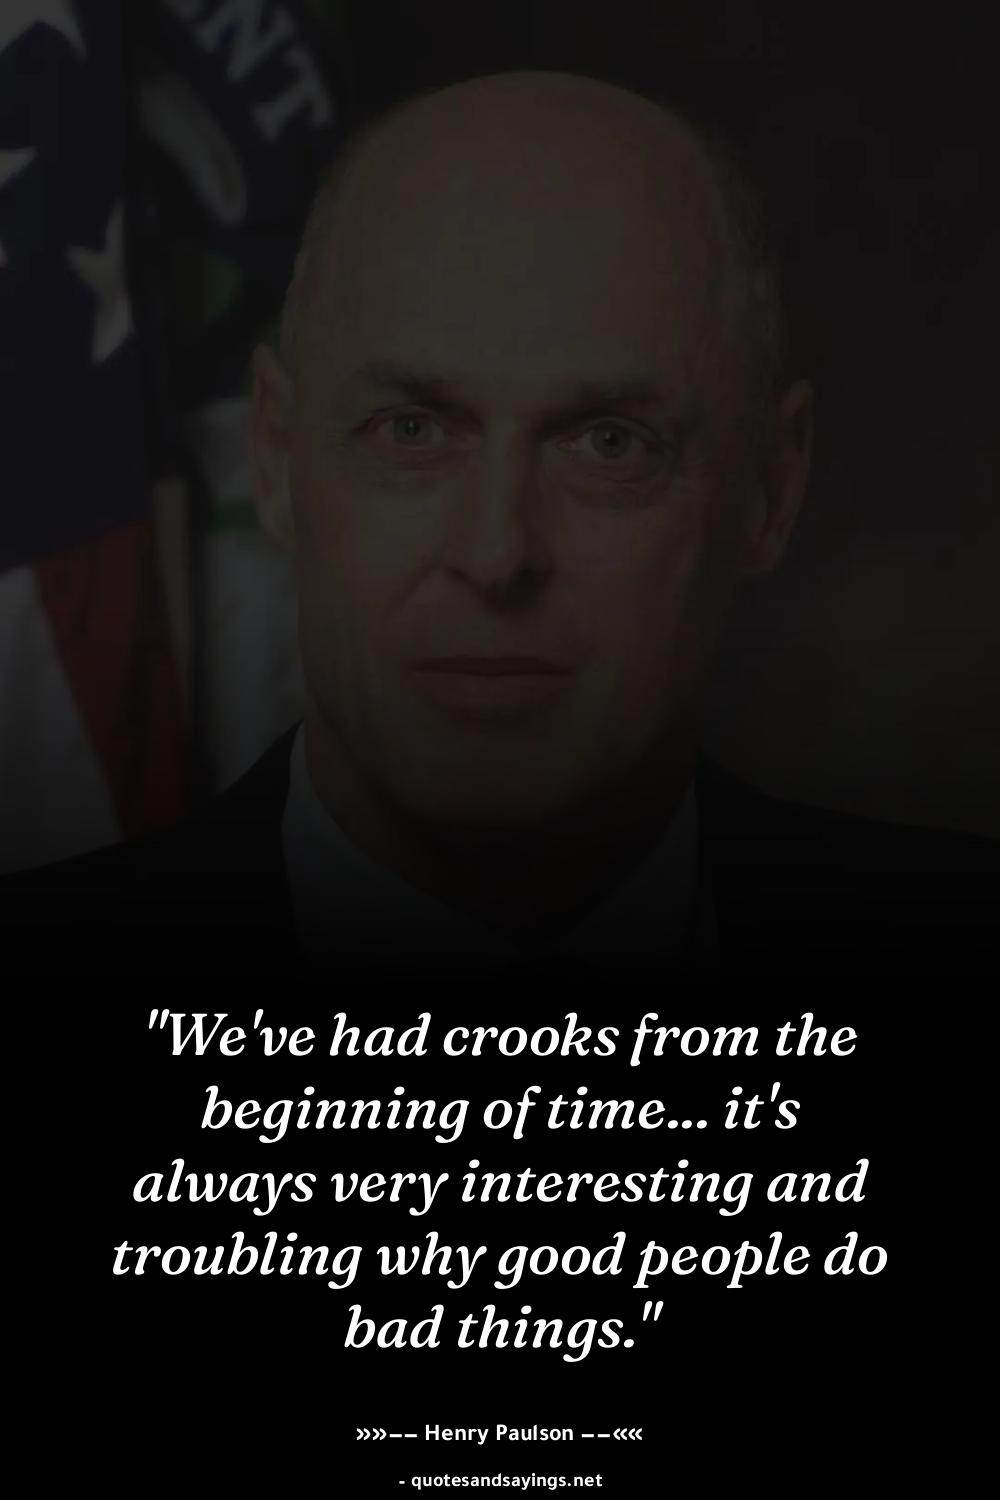 ENT
"We've had crooks from the
beginning of time... it's
always very interesting and
troubling why good people do
bad things."
»»–– Henry Paulson ––««
- quotesandsayings.net